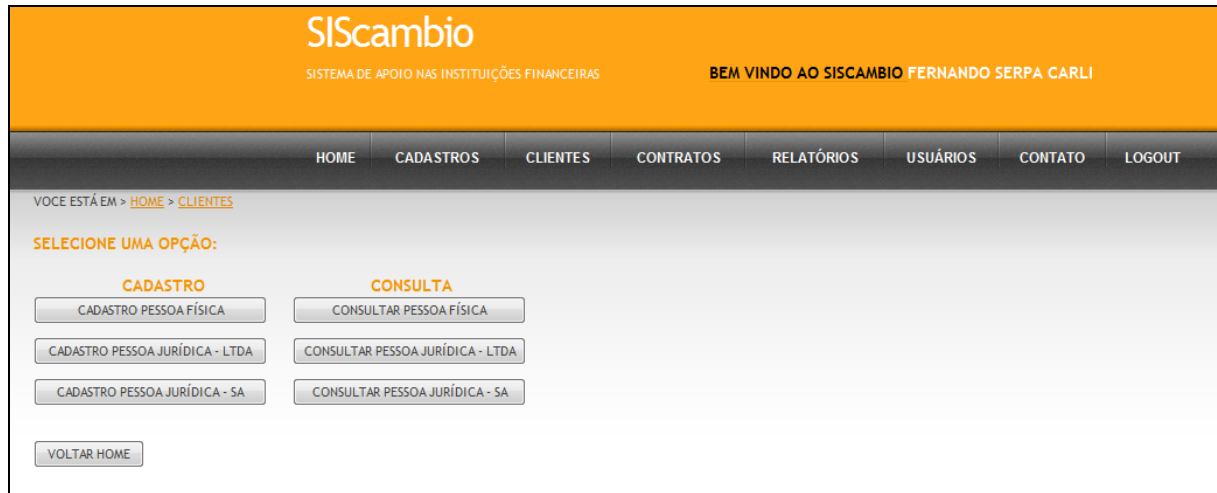 SIScambio
SISTEMA DE APOIO NAS INSTITUIÇÕES FINANCEIRAS
BEM VINDO AO SISCAMBIO FERNANDO SERPA CARLI
HOME CADASTROS CLIENTES CONTRATOS RELATÓRIOS USUÁRIOS CONTATO LOGOUT
VOCE ESTÁ EM > HOME > CLIENTES
SELECIONE UMA OPÇÃO:
CADASTRO CONSULTA
CADASTRO PESSOA FÍSICA CONSULTAR PESSOA FÍSICA
CADASTRO PESSOA JURÍDICA - LTDA CONSULTAR PESSOA JURÍDICA - LTDA
CADASTRO PESSOA JURÍDICA - SA CONSULTAR PESSOA JURÍDICA - SA
VOLTAR HOME